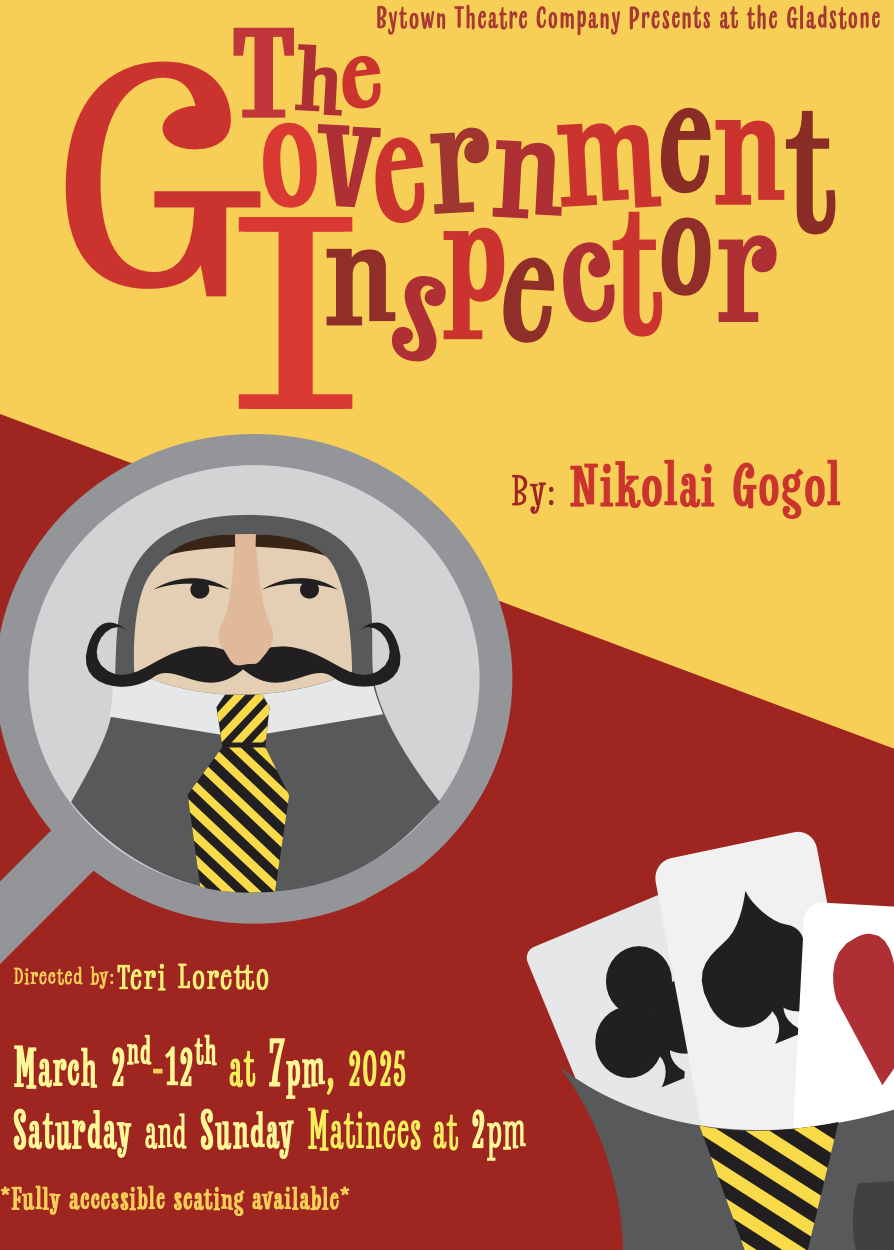 Bytown Theatre Company Presents at the Gladstone
The
Government
Inspector
By: Nikolai Gogol
Directed by: Teri Loretto
March 2nd-12th at 7pm, 2025
Saturday and Sunday Matinees at 2pm
*Fully accessible seating available*